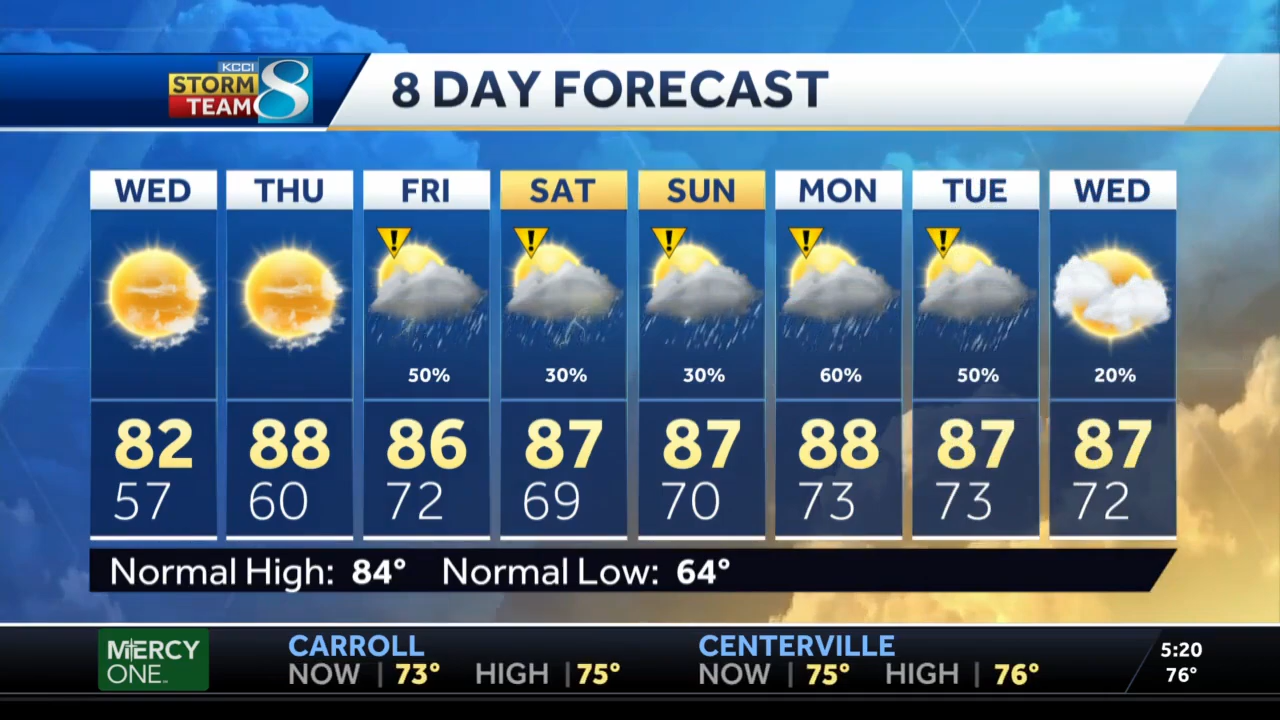 KCCI
STORM
TEAM 8
8 DAY FORECAST
WED THU FRI SAT SUN MON TUE WED
! ! ! ! !
50% 30% 30% 60% 50% 20%
82 88 86 87 87 88 87 87
57 60 72 69 70 73 73 72
Normal High: 84° Normal Low: 64°
MERCY
ONE
CARROLL
NOW | 73° HIGH | 75°
CENTERVILLE
NOW | 75° HIGH | 76°
5:20
76°